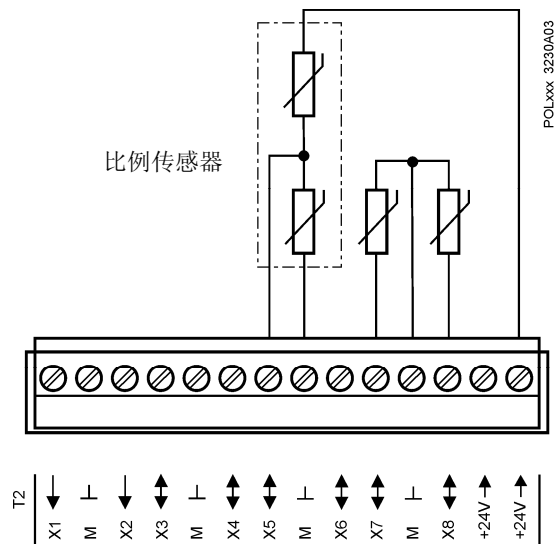 POLxxx 3230A03
比例传感器
T2
X1
M
X2
X3
M
X4
X5
M
X6
X7
M
X8
+24V
+24V